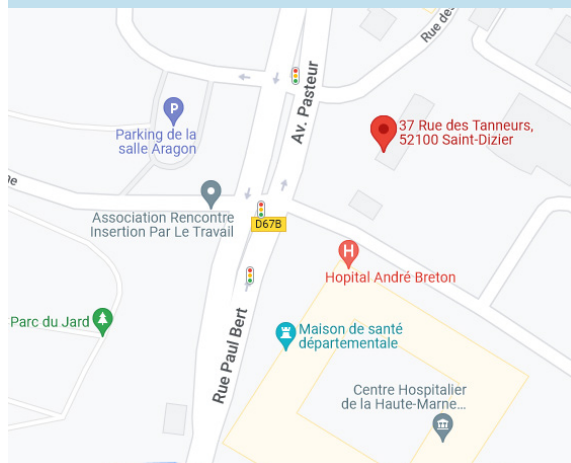 Rue des
Av. Pasteur
P
Parking de la
salle Aragon
37 Rue des Tanneurs,
52100 Saint-Dizier
ne
Association Rencontre
Insertion Par Le Travail
D67B
H
Hopital André Breton
Parc du Jard
Rue Paul Bert
Maison de santé
départementale
Centre Hospitalier
de la Haute-Marne...